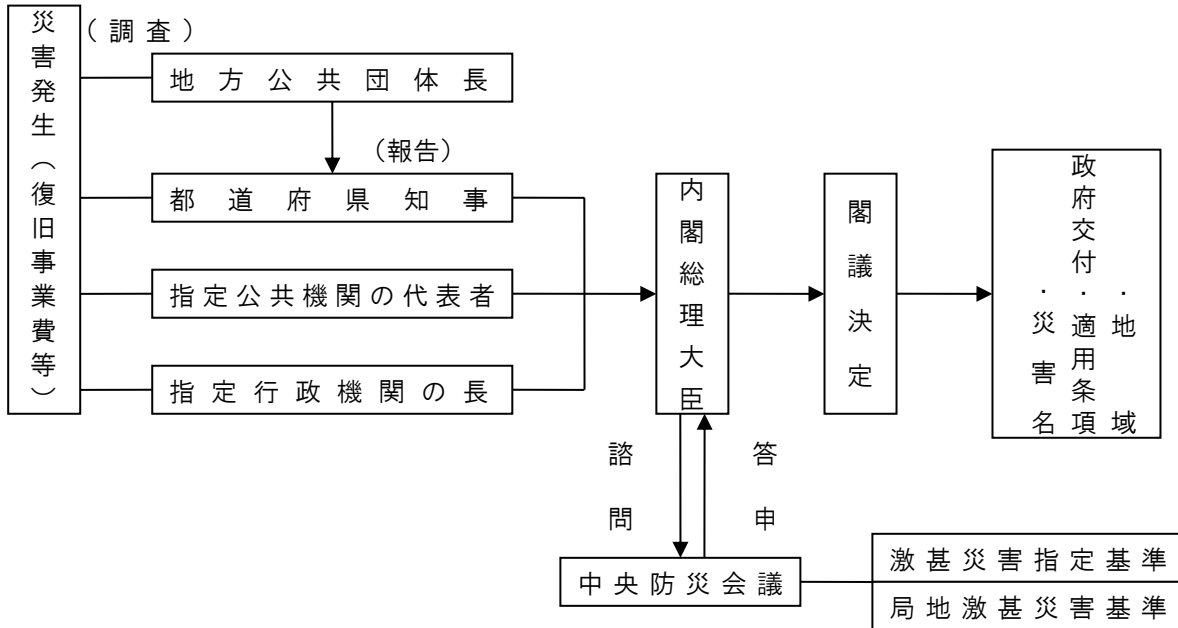 災害発生（復旧事業費等）
（調査）
地方公共団体長
（報告）
都道府県知事
指定公共機関の代表者
指定行政機関の長
内閣総理大臣
諮問
答申
中央防災会議
激甚災害指定基準
局地激甚災害基準
閣議決定
政府交付
・地域
・適用条項
・災害名